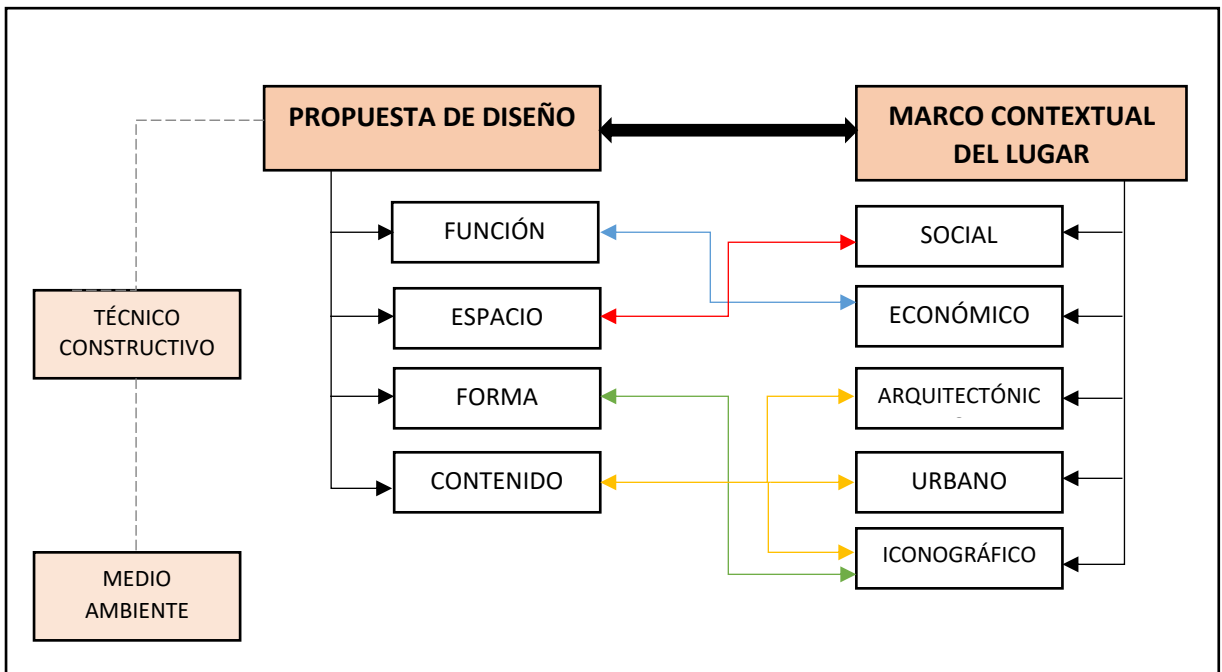 PROPUESTA DE DISEÑO
MARCO CONTEXTUAL
DEL LUGAR
FUNCIÓN
SOCIAL
ESPACIO
ECONÓMICO
TÉCNICO
CONSTRUCTIVO
FORMA
ARQUITECTÓNIC
CONTENIDO
URBANO
ICONOGRÁFICO
MEDIO
AMBIENTE